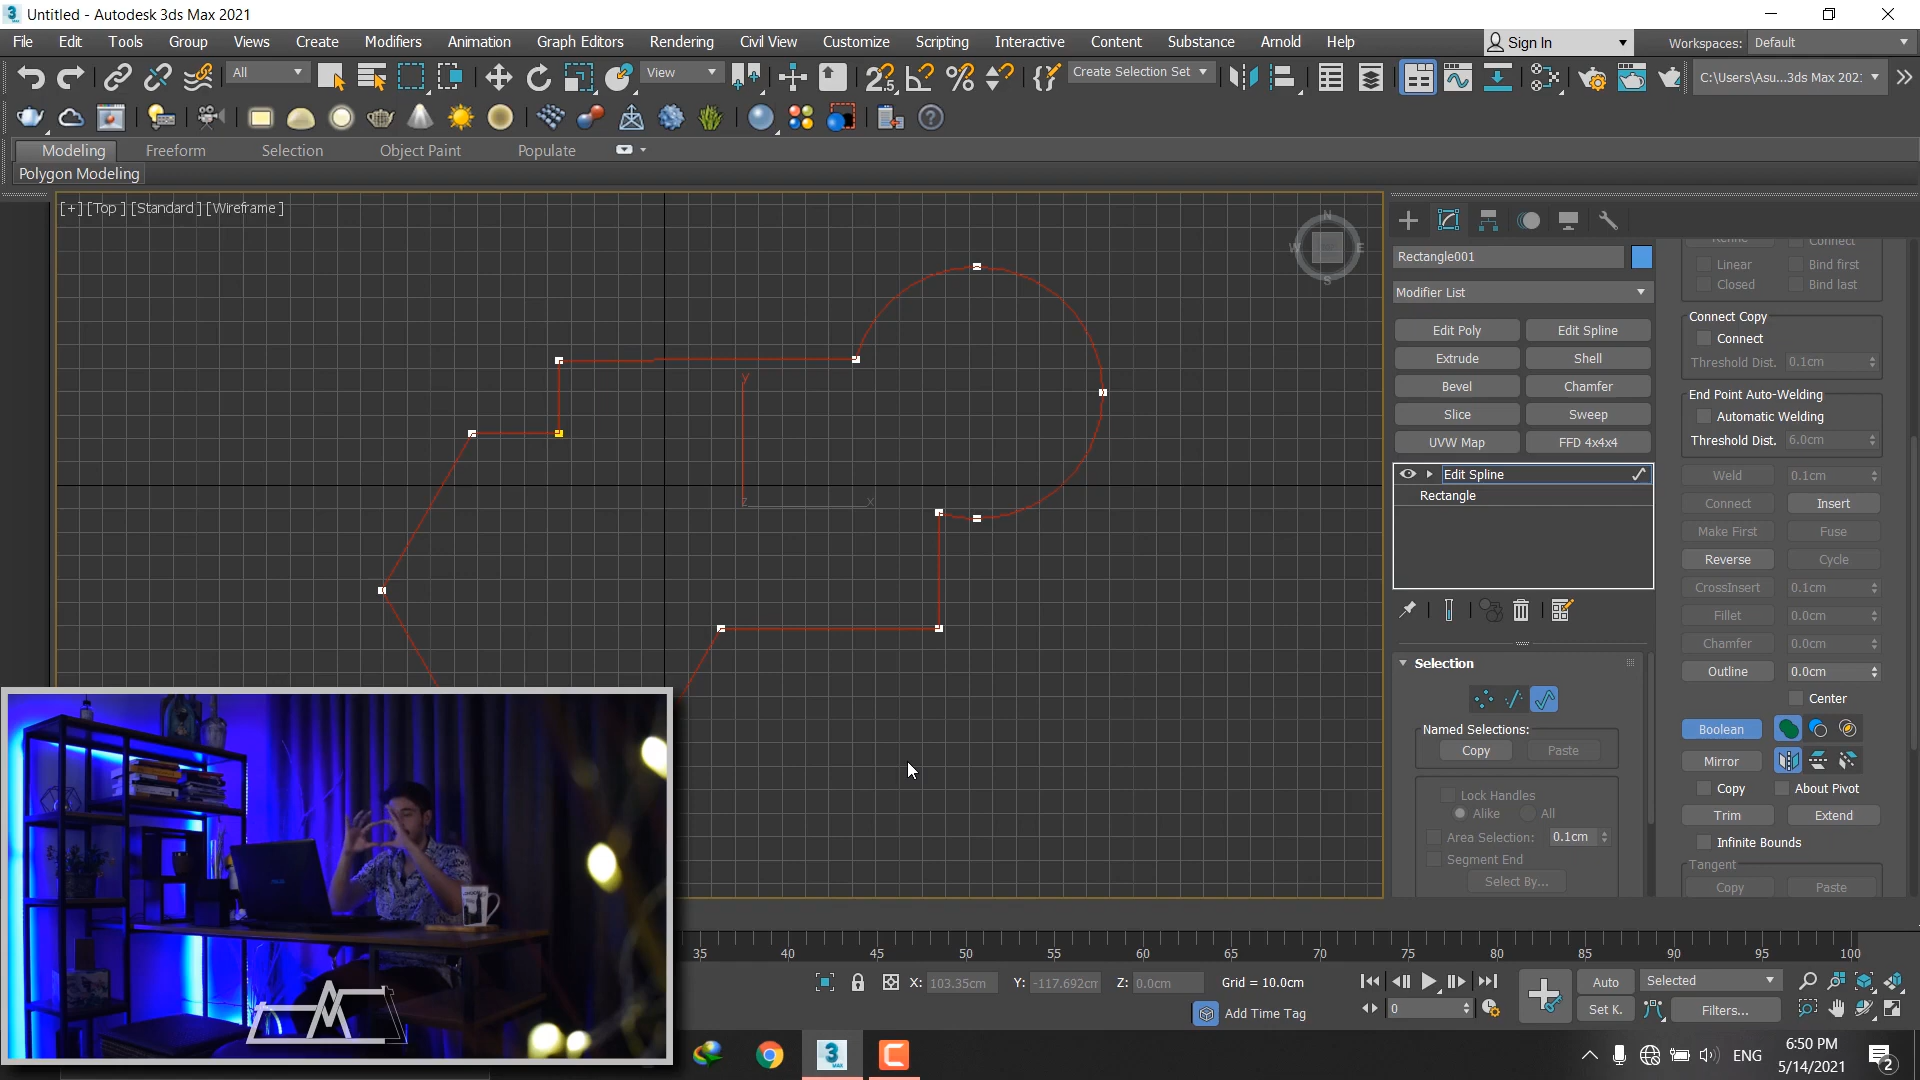 Untitled - Autodesk 3ds Max 2021
File Edit Tools Group Views Create Modifiers Animation Graph Editors Rendering Civil View Customize Scripting Interactive Content Substance Arnold Help
Sign In
Workspaces: Default
All
View
Create Selection Set
C:\Users\Asu...3ds Max 202
Modeling Freeform Selection Object Paint Populate
Polygon Modeling
[+] [Top ] [Standard ] [Wireframe ]
N
W E
S
y
z x
Rectangle001
Modifier List
Edit Poly Edit Spline
Extrude Shell
Bevel Chamfer
Slice Sweep
UVW Map FFD 4x4x4
Edit Spline
Rectangle
Selection
Named Selections:
Copy Paste
Lock Handles
Alike All
Area Selection: 0.1cm
Segment End
Select By...
Refine Connect
Linear Bind first
Closed Bind last
Connect Copy
Connect
Threshold Dist. 0.1cm
End Point Auto-Welding
Automatic Welding
Threshold Dist. 6.0cm
Weld 0.1cm
Connect Insert
Make First Fuse
Reverse Cycle
CrossInsert 0.1cm
Fillet 0.0cm
Chamfer 0.0cm
Outline 0.0cm
Center
Boolean
Mirror
Copy About Pivot
Trim Extend
Infinite Bounds
Tangent
Copy Paste
35 40 45 50 55 60 65 70 75 80 85 90 95 100
X: 103.35cm Y: -117.692cm Z: 0.0cm Grid = 10.0cm
Add Time Tag
0
Auto Selected
Set K. Filters...
ENG
6:50 PM
5/14/2021
2